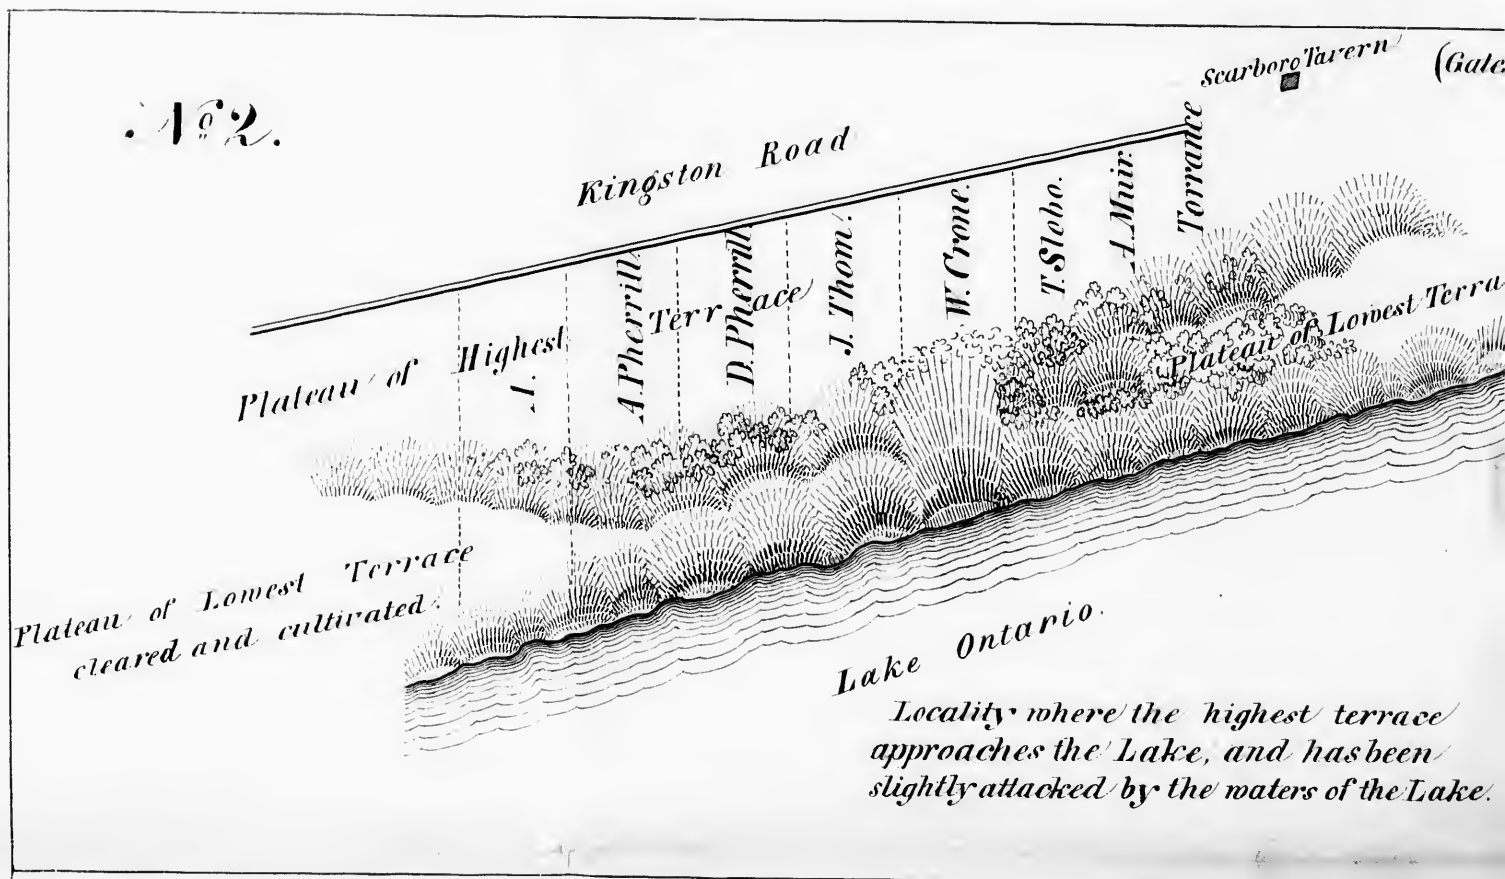 No 2.
Scarboro Tavern
(Gates
Kingston Road
Plateau of Highest Terrace
A.
A. Pherrill
D. Pherrill
J. Thom.
W. Crone.
T. Slobo.
A. Muir.
Torrance
Plateau of Lowest Terra
Plateau of Lowest Terrace
cleared and cultivated.
Lake Ontario.
Locality where the highest terrace
approaches the Lake, and has been
slightly attacked by the waters of the Lake.